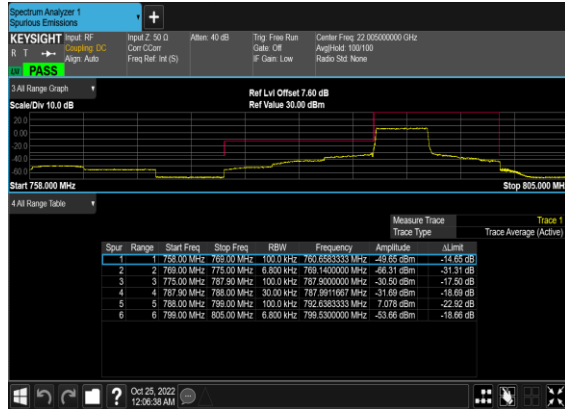 Spectrum Analyzer 1
Spurious Emissions
KEYSIGHT Input: RF Input Z: 50 Ω Atten: 40 dB Trig: Free Run Center Freq: 22.005000000 GHz
R T Coupling: DC Corr CCorr Gate: Off Avg|Hold: 100/100
Align: Auto Freq Ref: Int (S) IF Gain: Low Radio Std: None
PASS
3 All Range Graph
Ref Lvl Offset 7.60 dB
Scale/Div 10.0 dB Ref Value 30.00 dBm
20.0
0.00
-20.0
-40.0
-60.0
Start 758.000 MHz Stop 805.000 MH
4 All Range Table
Measure Trace Trace 1
Trace Type Trace Average (Active)
Spur Range Start Freq Stop Freq RBW Frequency Amplitude ΔLimit
1 1 758.00 MHz 769.00 MHz 100.0 kHz 760.6583333 MHz -49.65 dBm -14.65 dB
2 2 769.00 MHz 775.00 MHz 6.800 kHz 769.1400000 MHz -66.31 dBm -31.31 dB
3 3 775.00 MHz 787.90 MHz 100.0 kHz 787.9000000 MHz -30.50 dBm -17.50 dB
4 4 787.90 MHz 788.00 MHz 30.00 kHz 787.9911667 MHz -31.69 dBm -18.69 dB
5 5 788.00 MHz 799.00 MHz 100.0 kHz 792.6383333 MHz 7.078 dBm -22.92 dB
6 6 799.00 MHz 805.00 MHz 6.800 kHz 799.5300000 MHz -53.66 dBm -18.66 dB
? Oct 25, 2022
12:06:38 AM